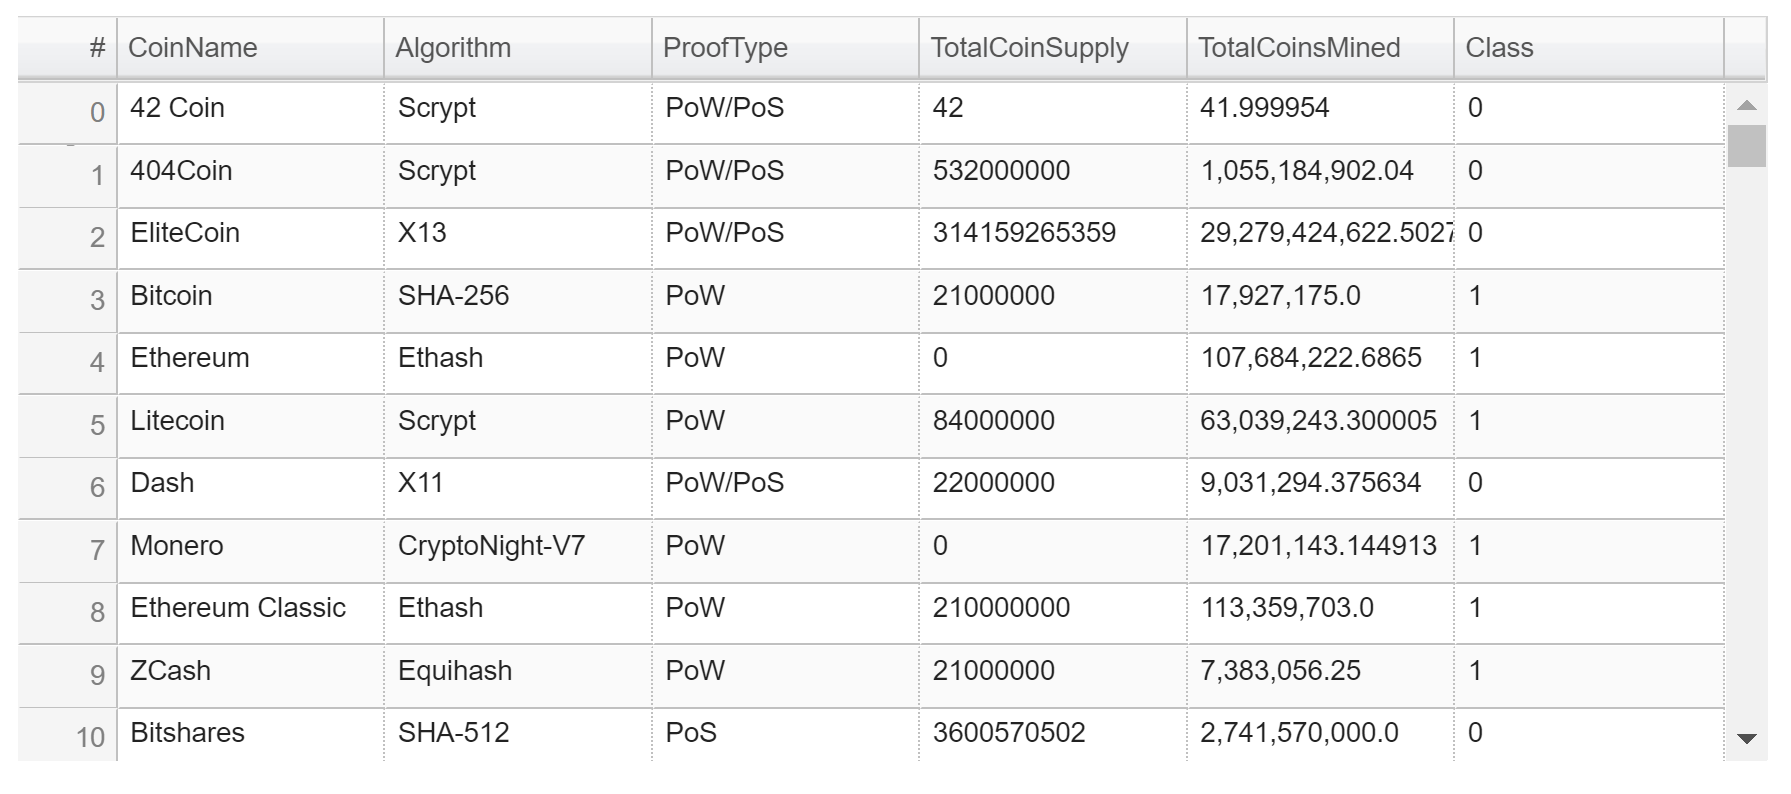 # CoinName Algorithm ProofType TotalCoinSupply TotalCoinsMined Class
0 42 Coin Scrypt PoW/PoS 42 41.999954 0
1 404Coin Scrypt PoW/PoS 532000000 1,055,184,902.04 0
2 EliteCoin X13 PoW/PoS 314159265359 29,279,424,622.5027 0
3 Bitcoin SHA-256 PoW 21000000 17,927,175.0 1
4 Ethereum Ethash PoW 0 107,684,222.6865 1
5 Litecoin Scrypt PoW 84000000 63,039,243.300005 1
6 Dash X11 PoW/PoS 22000000 9,031,294.375634 0
7 Monero CryptoNight-V7 PoW 0 17,201,143.144913 1
8 Ethereum Classic Ethash PoW 210000000 113,359,703.0 1
9 ZCash Equihash PoW 21000000 7,383,056.25 1
10 Bitshares SHA-512 PoS 3600570502 2,741,570,000.0 0